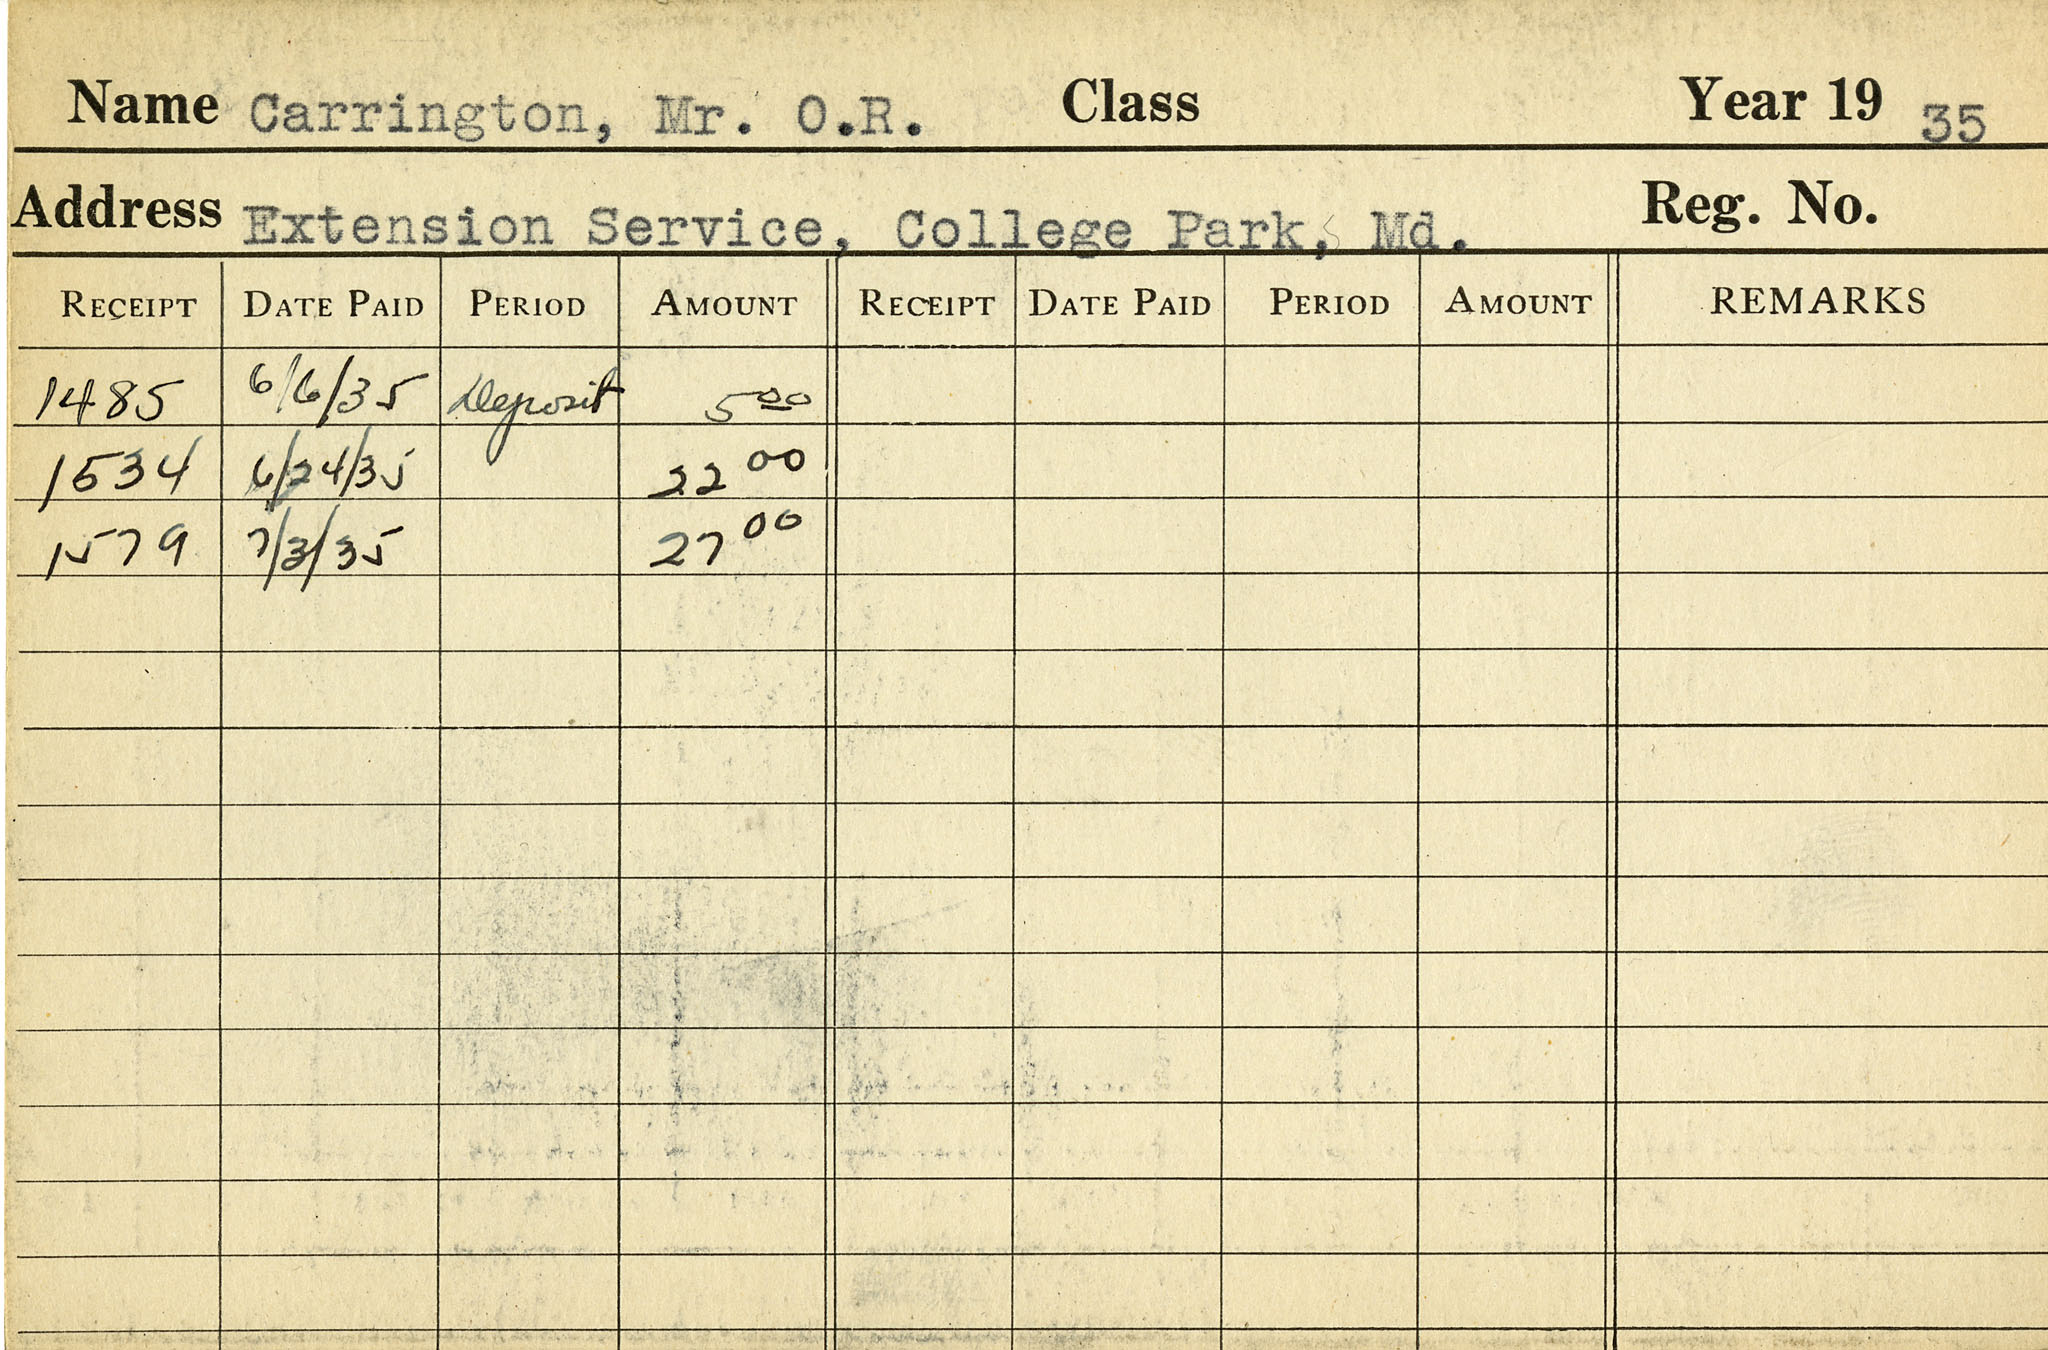 Name Carrington, Mr. O.R. Class Year 19 35
Address Extension Service, College Park, Md. Reg. No.
RECEIPT DATE PAID PERIOD AMOUNT RECEIPT DATE PAID PERIOD AMOUNT REMARKS
1485 6/6/35 Deposit 5 00
1534 6/24/35 22 00
1579 7/3/35 27 00